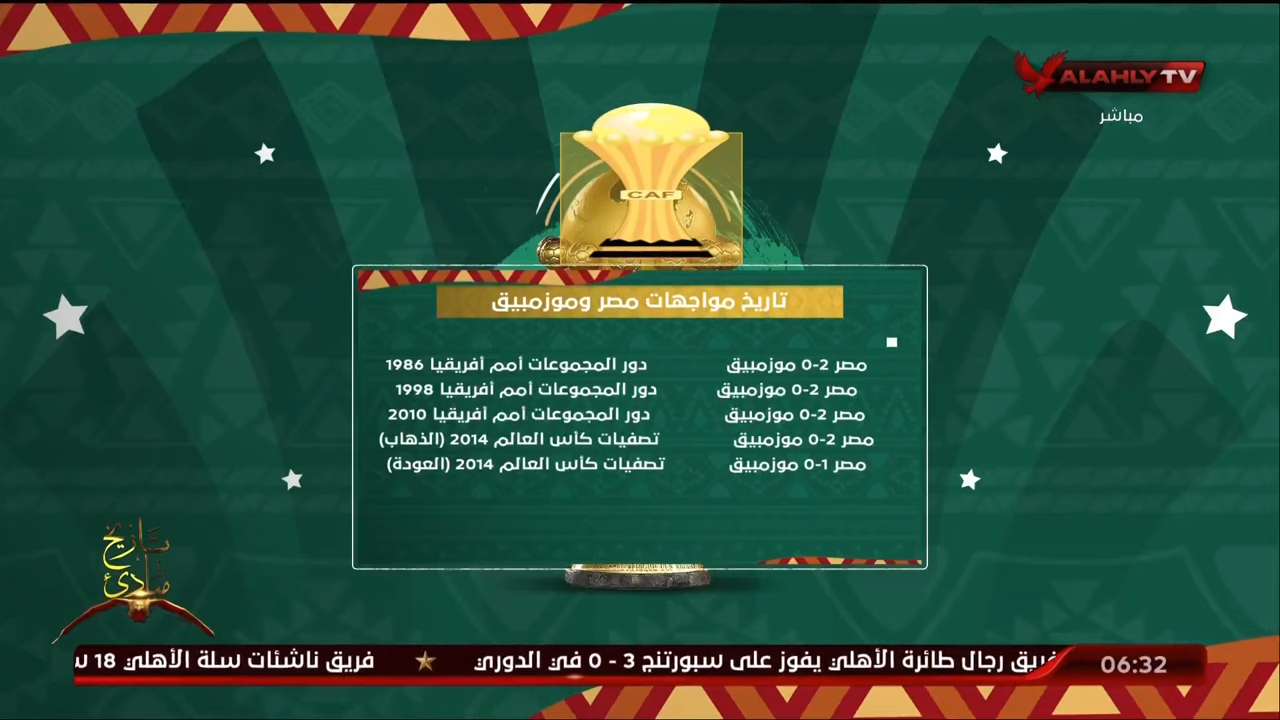 ALAHLY TV
مباشر
CAF
تاريخ مواجهات مصر وموزمبيق
مصر 2-0 موزمبيق دور المجموعات أمم أفريقيا 1986
مصر 2-0 موزمبيق دور المجموعات أمم أفريقيا 1998
مصر 2-0 موزمبيق دور المجموعات أمم أفريقيا 2010
مصر 2-0 موزمبيق تصفيات كأس العالم 2014 (الذهاب)
مصر 1-0 موزمبيق تصفيات كأس العالم 2014 (العودة)
تاريخ
مبادئ
06:32
فريق رجال طائرة الأهلي يفوز على سبورتنج 3 - 0 في الدوري فريق ناشئات سلة الأهلي 18